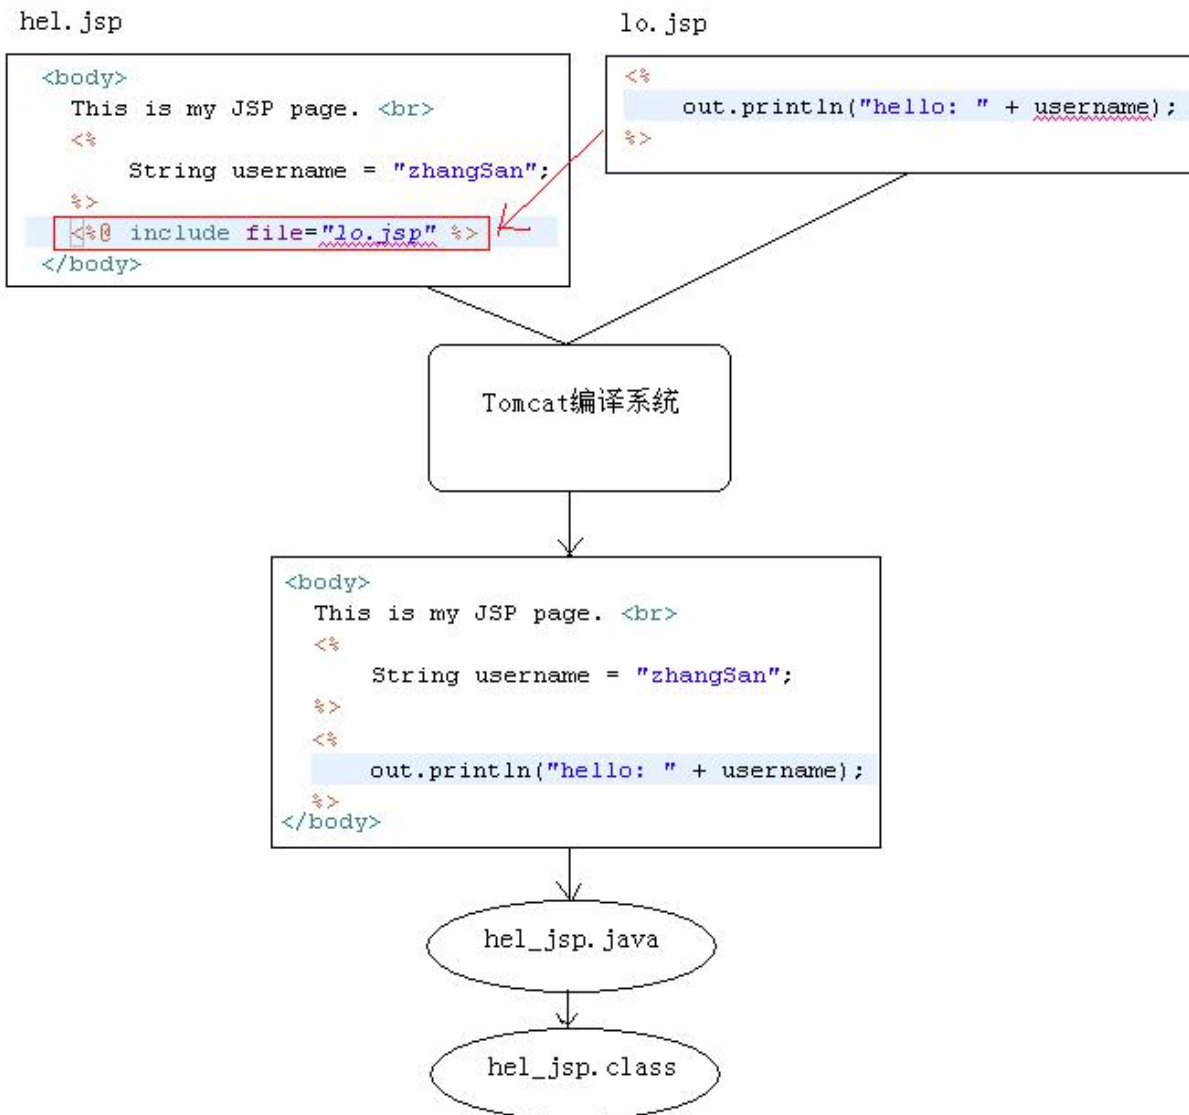 hel.jsp
<body>
This is my JSP page. <br>
<%
String username = "zhangSan";
%>
<%@ include file="lo.jsp" %>
</body>
lo.jsp
<%
out.println("hello: " + username);
%>
Tomcat编译系统
<body>
This is my JSP page. <br>
<%
String username = "zhangSan";
%>
<%
out.println("hello: " + username);
%>
</body>
hel_jsp.java
hel_jsp.class